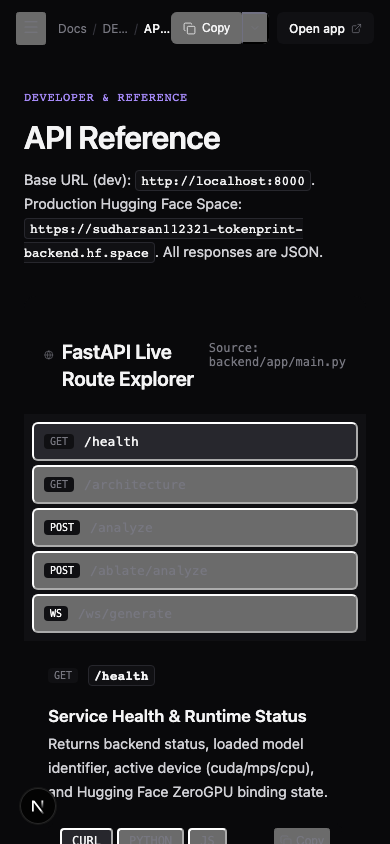 Docs / DE... / AP... Copy Open app
DEVELOPER & REFERENCE
API Reference
Base URL (dev): http://localhost:8000.
Production Hugging Face Space:
https://sudharsan112321-tokenprint-
backend.hf.space. All responses are JSON.
FastAPI Live
Route Explorer
Source:
backend/app/main.py
GET /health
GET /architecture
POST /analyze
POST /ablate/analyze
WS /ws/generate
GET /health
Service Health & Runtime Status
Returns backend status, loaded model
identifier, active device (cuda/mps/cpu),
and Hugging Face ZeroGPU binding state.
N
CURL PYTHON JS Copy